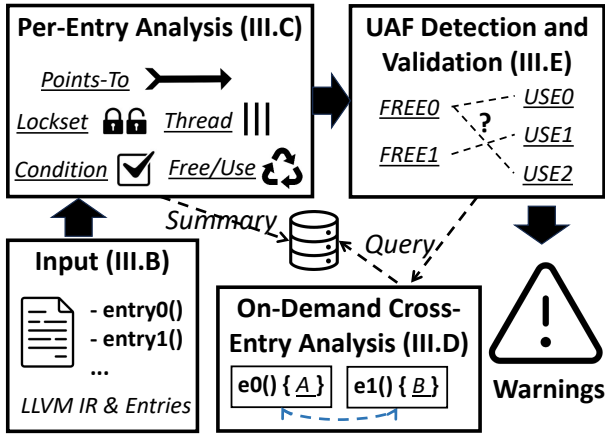 Per-Entry Analysis (III.C)
Points-To
Lockset Thread
Condition Free/Use
UAF Detection and
Validation (III.E)
FREE0 USE0
?
FREE1 USE1
USE2
Summary
Query
Input (III.B)
- entry0()
- entry1()
...
LLVM IR & Entries
On-Demand Cross-
Entry Analysis (III.D)
e0() { A } e1() { B }
Warnings